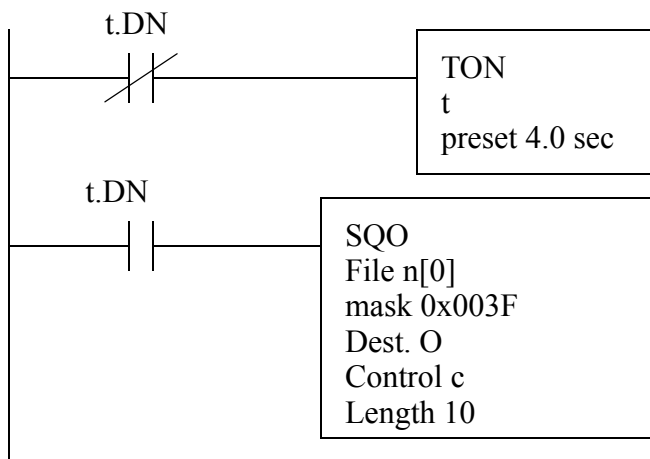 t.DN
TON
t
preset 4.0 sec
t.DN
SQO
File n[0]
mask 0x003F
Dest. O
Control c
Length 10